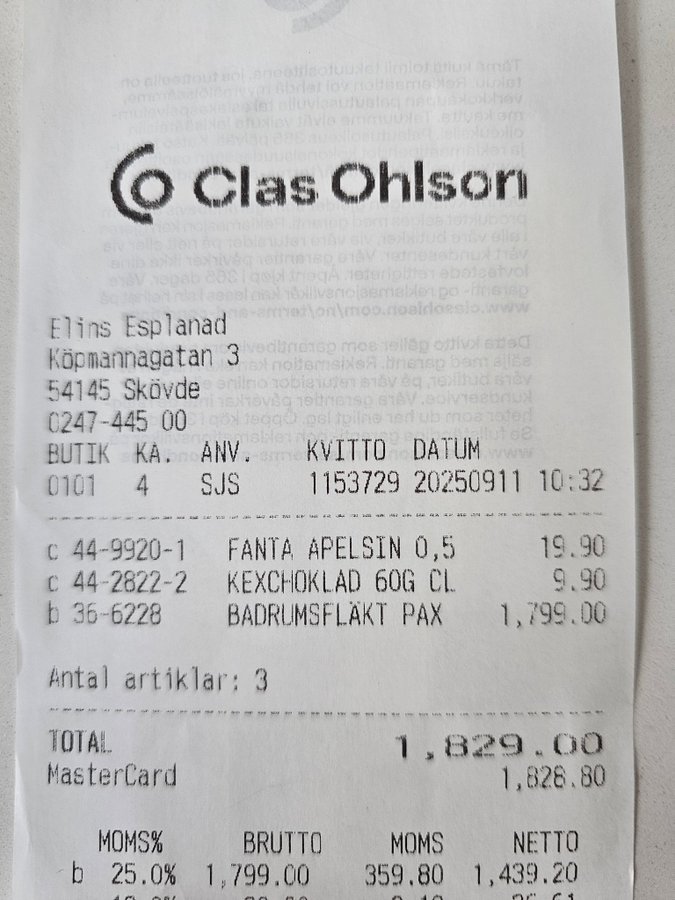 Clas Ohlson
Elins Esplanad
Köpmannagatan 3
54145 Skövde
0247-445 00
BUTIK KA. ANV. KVITTO DATUM
0101 4 SJS 1153729 20250911 10:32
c 44-9920-1 FANTA APELSIN 0,5 19.90
c 44-2822-2 KEXCHOKLAD 60G CL 9.90
b 36-6228 BADRUMSFLÄKT PAX 1,799.00
Antal artiklar: 3
TOTAL 1,829.00
MasterCard 1,828.80
MOMS% BRUTTO MOMS NETTO
b 25.0% 1,799.00 359.80 1,439.20